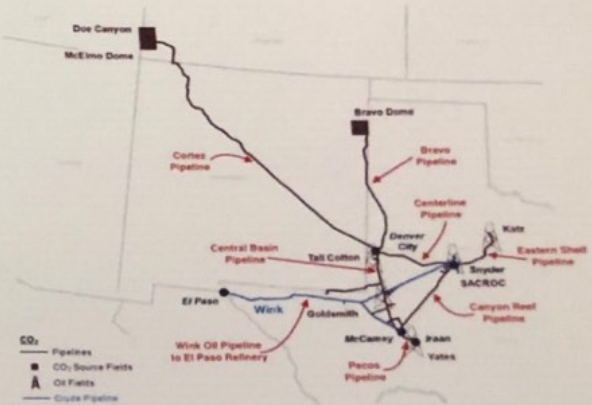 Doe Canyon
McElmo Dome
Bravo Dome
Cortez
Pipeline
Bravo
Pipeline
Centerline
Pipeline
Denver
City
Katz
Central Basin
Pipeline
Tall Cotton
Eastern Shelf
Pipeline
Snyder
SACROC
El Paso
Wink
Goldsmith
Canyon Reef
Pipeline
Wink Oil Pipeline
to El Paso Refinery
McCamey
Iraan
Yates
Pecos
Pipeline
CO₂
Pipelines
CO₂ Source Fields
Oil Fields
Crude Pipeline